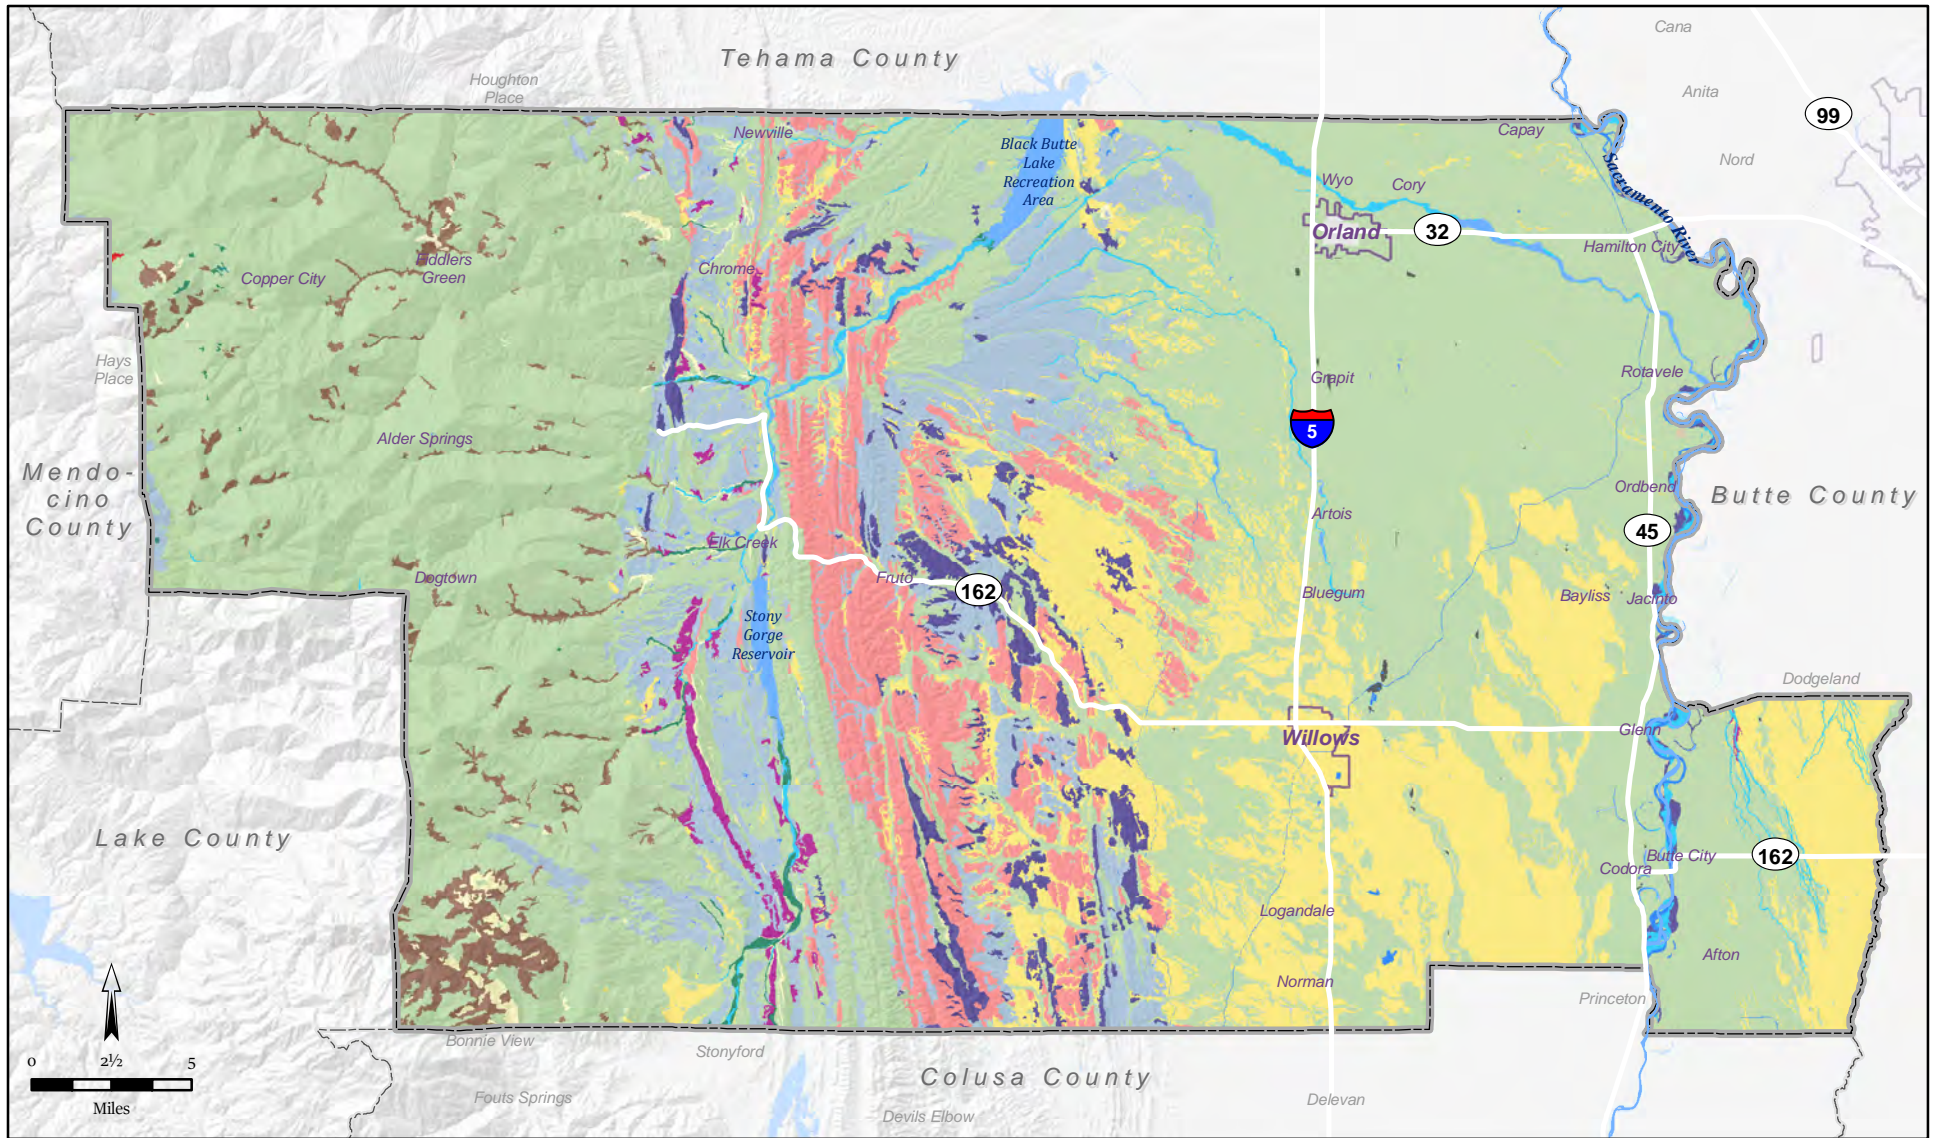 Cana
Tehama County
Houghton
Place
Anita
99
Newville
Capay
Black Butte
Lake
Recreation
Area
Nord
Sacramento River
Wyo
Cory
Orland
32
Hamilton City
Fiddlers
Green
Copper City
Chrome
Hays
Place
Grapit
Rotavele
5
Alder Springs
Mendo-
cino
County
Ordbend
Butte County
Artois
45
Elk Creek
Dogtown
Fruto
162
Bluegum
Bayliss
Jacinto
Stony
Gorge
Reservoir
Dodgeland
Glenn
Willows
Lake County
Butte City
162
Codora
Logandale
Afton
Norman
Princeton
Bonnie View
Stonyford
0
2½
5
Miles
Colusa County
Fouts Springs
Devils Elbow
Delevan